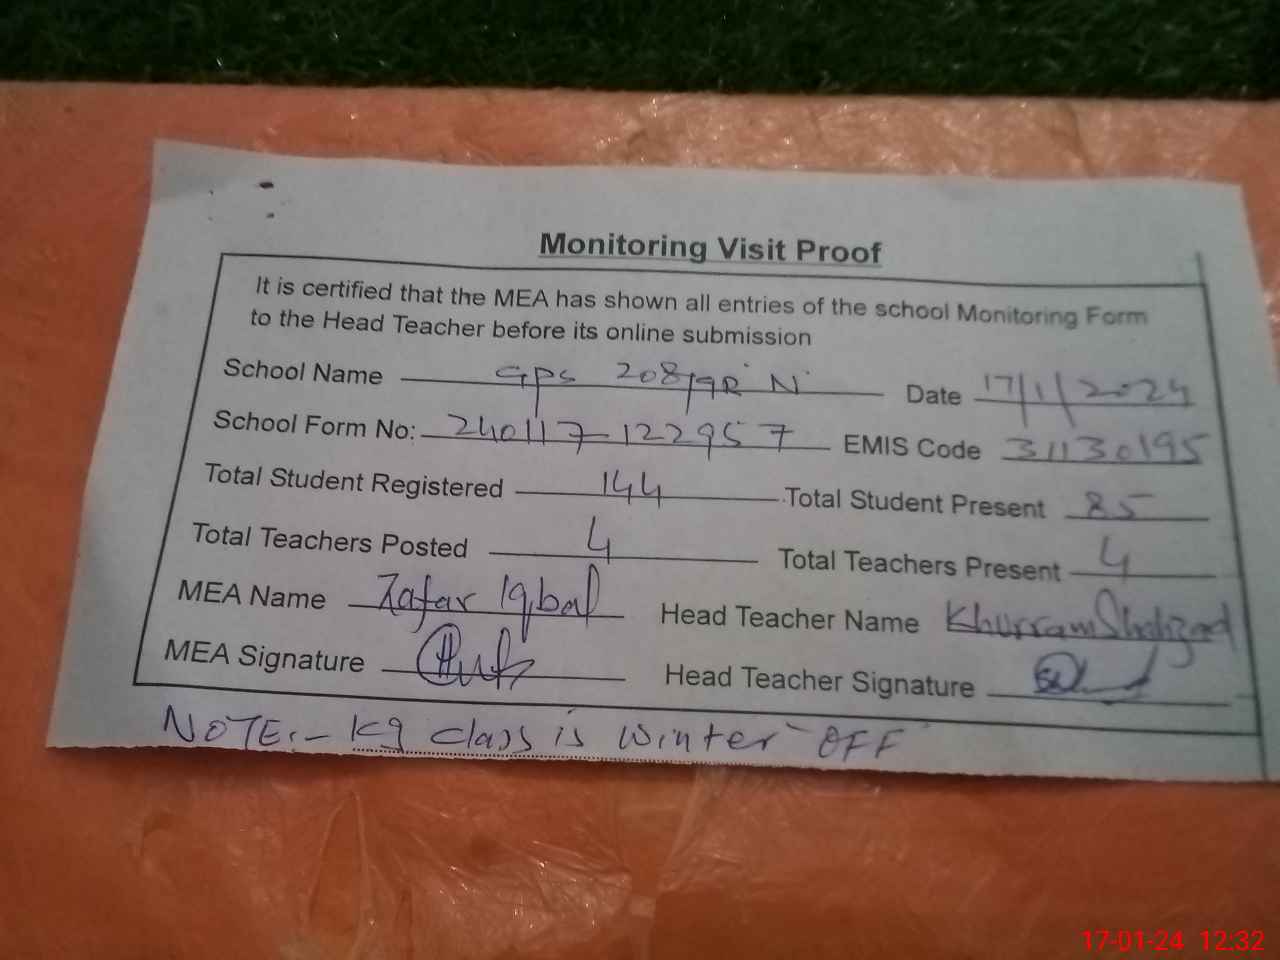 Monitoring Visit Proof
It is certified that the MEA has shown all entries of the school Monitoring Form
to the Head Teacher before its online submission
School Name GPS 208/9R N Date 17/1/2024
School Form No: 240117-122957 EMIS Code 31130195
Total Student Registered 144 Total Student Present 85
Total Teachers Posted 4 Total Teachers Present 4
MEA Name Zafar Iqbal Head Teacher Name Khurram Shahzad
MEA Signature Head Teacher Signature
NOTE:- KG class is winter OFF
17-01-24 12:32